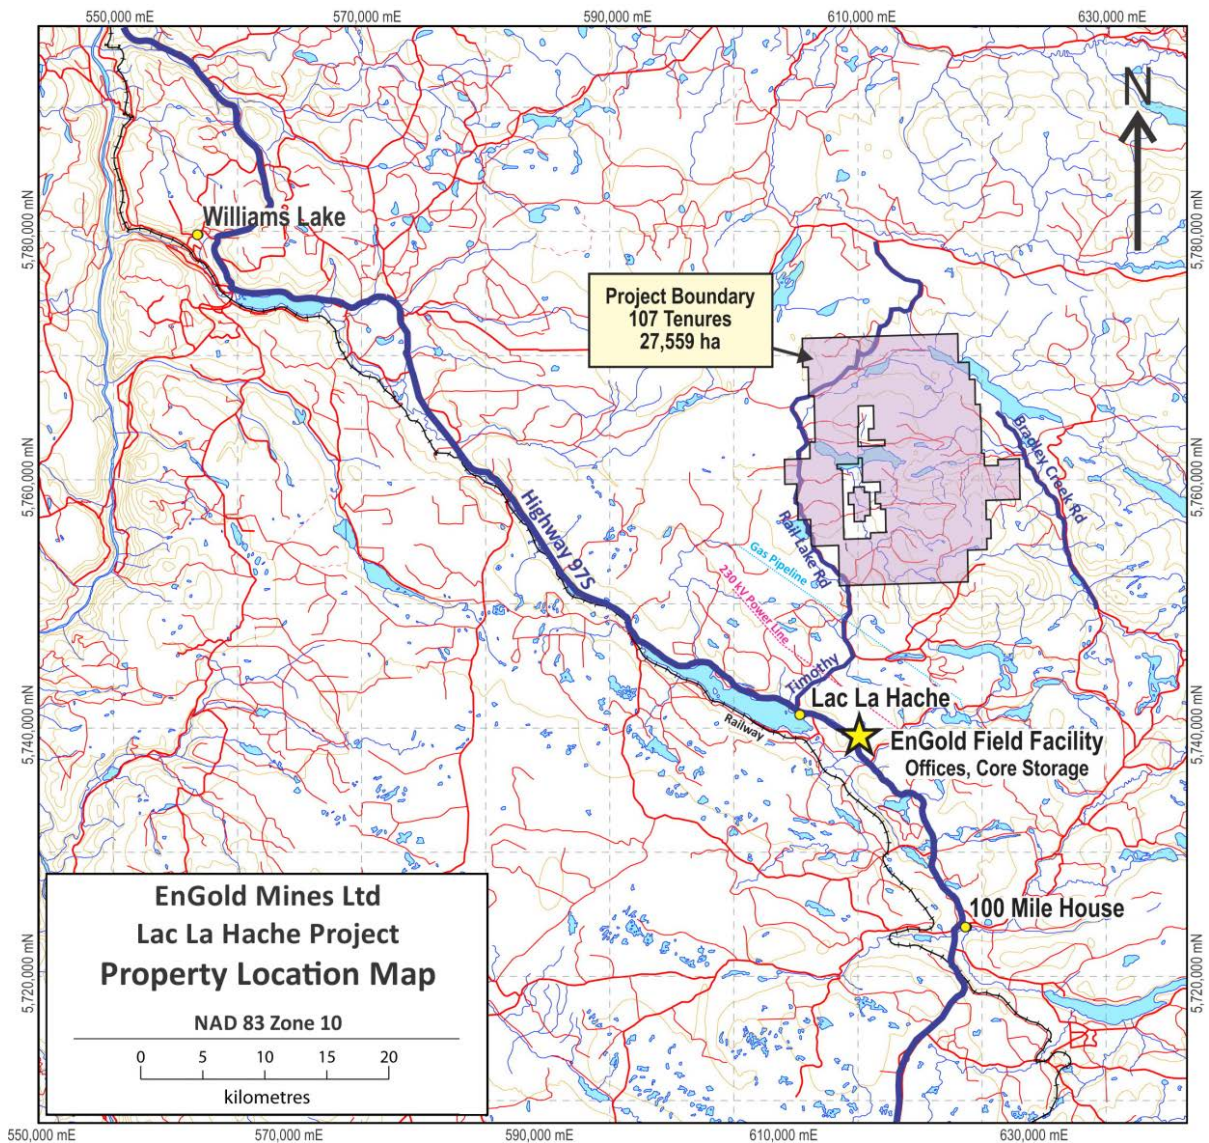 550,000 mE
570,000 mE
590,000 mE
610,000 mE
630,000 mE
N
5,780,000 mN
5,780,000 mN
Williams Lake
Project Boundary
107 Tenures
27,559 ha
5,760,000 mN
5,760,000 mN
Highway 97S
Rail Lake Rd
Bradley Creek Rd
Gas Pipeline
230 kV Power Line
Timothy
Lac La Hache
Railway
EnGold Field Facility
Offices, Core Storage
5,740,000 mN
5,740,000 mN
100 Mile House
5,720,000 mN
5,720,000 mN
EnGold Mines Ltd
Lac La Hache Project
Property Location Map
NAD 83 Zone 10
0 5 10 15 20
kilometres
550,000 mE
570,000 mE
590,000 mE
610,000 mE
630,000 mE